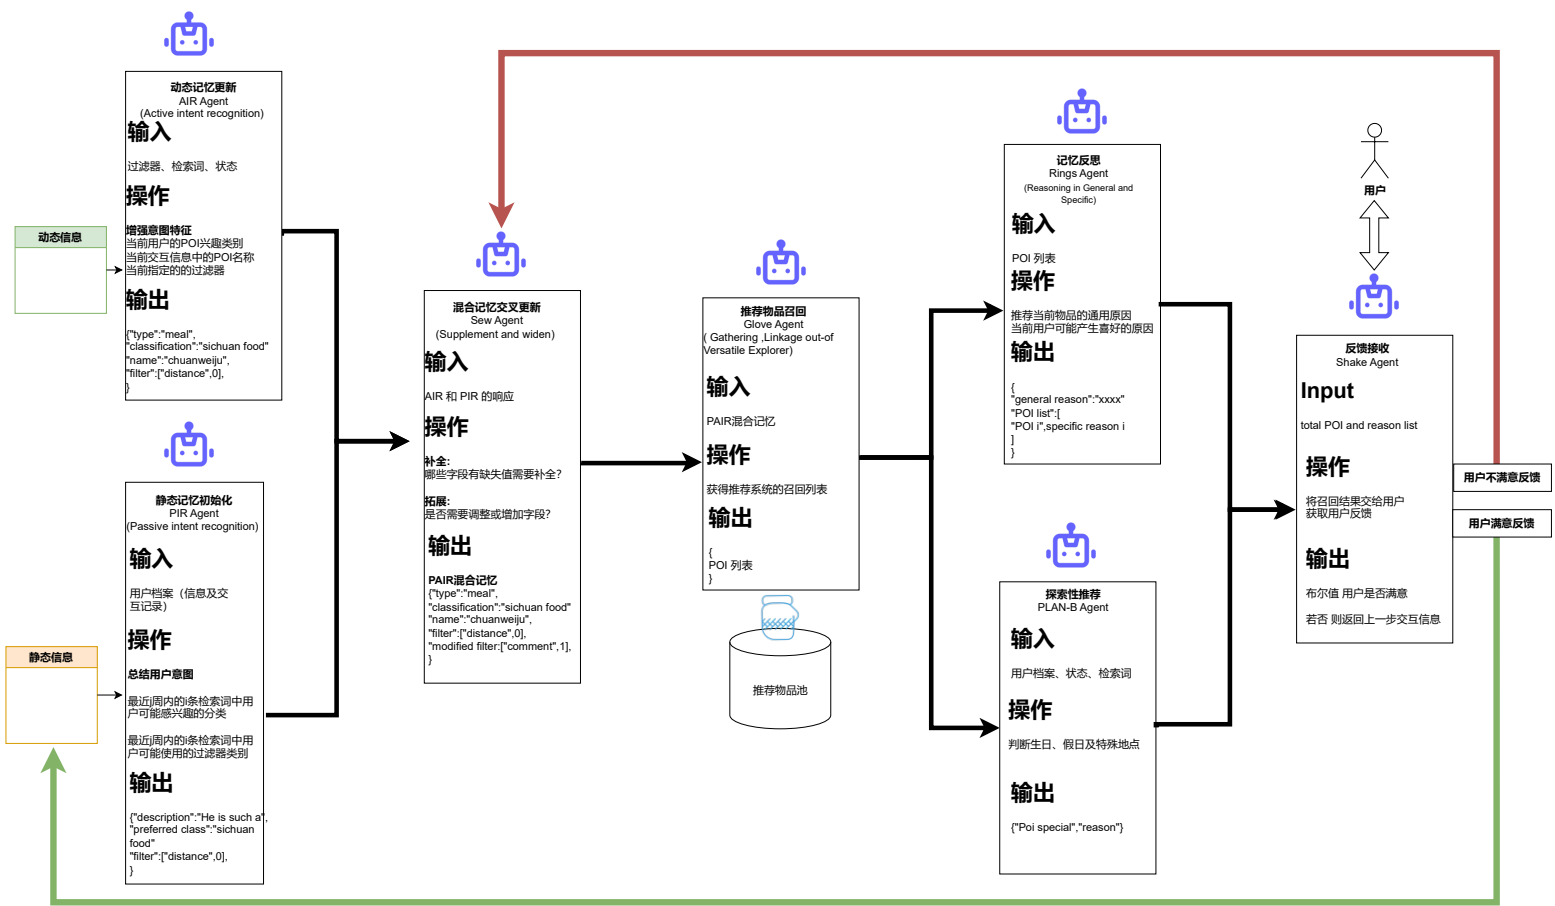 动态信息
动态记忆更新
AIR Agent
(Active intent recognition)
输入
过滤器、检索词、状态
操作
增强意图特征
当前用户的POI兴趣类别
当前交互信息中的POI名称
当前指定的的过滤器
输出
{"type":"meal",
"classification":"sichuan food"
"name":"chuanweiju",
"filter":["distance",0],
}
静态信息
静态记忆初始化
PIR Agent
(Passive intent recognition)
输入
用户档案（信息及交
互记录）
操作
总结用户意图
最近j周内的i条检索词中用
户可能感兴趣的分类
最近j周内的i条检索词中用
户可能使用的过滤器类别
输出
{"description":"He is such a",
"preferred class":"sichuan
food"
"filter":["distance",0],
}
混合记忆交叉更新
Sew Agent
(Supplement and widen)
输入
AIR 和 PIR 的响应
操作
补全:
哪些字段有缺失值需要补全?
拓展:
是否需要调整或增加字段?
输出
PAIR混合记忆
{"type":"meal",
"classification":"sichuan food"
"name":"chuanweiju",
"filter":["distance",0],
"modified filter:["comment",1],
}
推荐物品召回
Glove Agent
( Gathering ,Linkage out-of
Versatile Explorer)
输入
PAIR混合记忆
操作
获得推荐系统的召回列表
输出
{
POI 列表
}
推荐物品池
记忆反思
Rings Agent
(Reasoning in General and
Specific)
输入
POI 列表
操作
推荐当前物品的通用原因
当前用户可能产生喜好的原因
输出
{
"general reason":"xxxx"
"POI list":[
"POI i",specific reason i
]
}
探索性推荐
PLAN-B Agent
输入
用户档案、状态、检索词
操作
判断生日、假日及特殊地点
输出
{"Poi special","reason"}
用户
反馈接收
Shake Agent
Input
total POI and reason list
操作
将召回结果交给用户
获取用户反馈
输出
布尔值 用户是否满意
若否 则返回上一步交互信息
用户不满意反馈
用户满意反馈